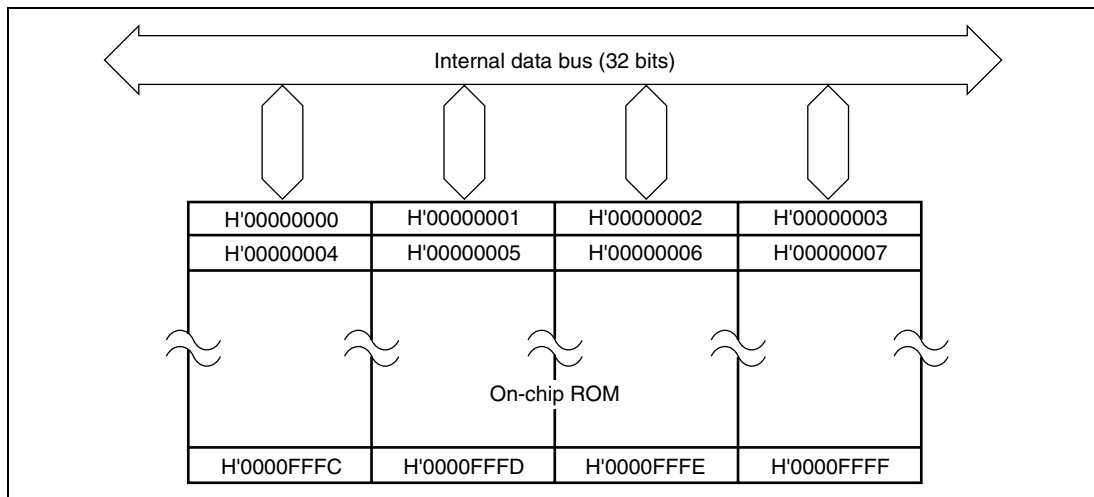 Internal data bus (32 bits)
H'00000000 H'00000001 H'00000002 H'00000003
H'00000004 H'00000005 H'00000006 H'00000007
On-chip ROM
H'0000FFFC H'0000FFFD H'0000FFFE H'0000FFFF